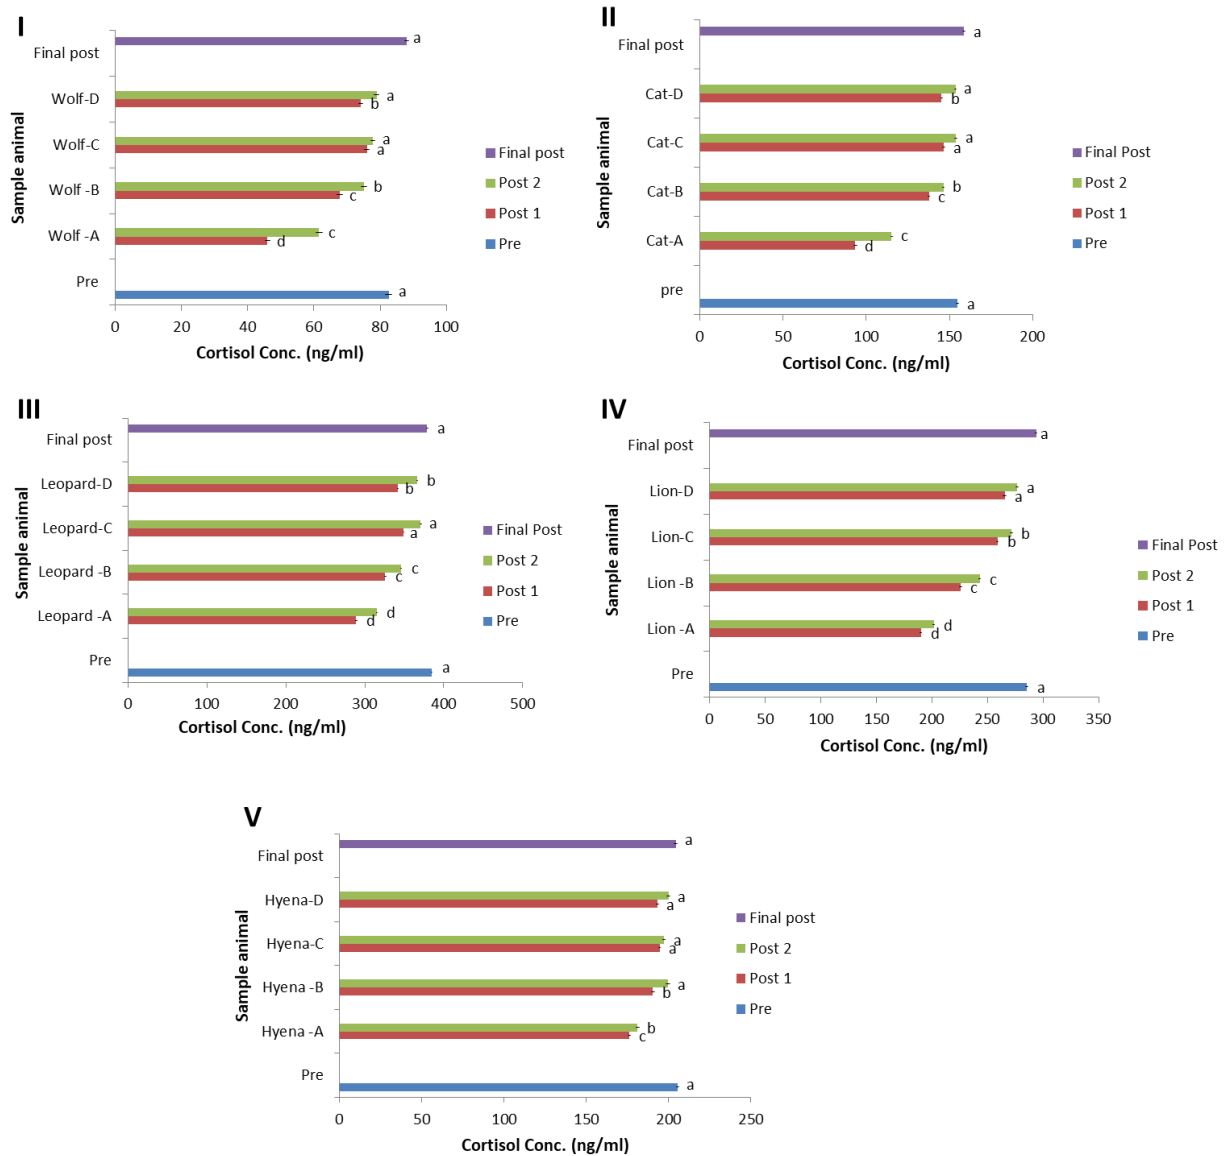 I
Sample animal
Final post a
Wolf-D a
b
Wolf-C a
a
Wolf -B b
c
Wolf -A c
d
Pre a
0 20 40 60 80 100
Cortisol Conc. (ng/ml)
Final post
Post 2
Post 1
Pre
II
Sample animal
Final post a
Cat-D a
b
Cat-C a
a
Cat-B b
c
Cat-A c
d
pre a
0 50 100 150 200
Cortisol Conc. (ng/ml)
Final Post
Post 2
Post 1
Pre
III
Sample animal
Final post a
Leopard-D b
b
Leopard-C a
a
Leopard -B c
c
Leopard -A d
d
Pre a
0 100 200 300 400 500
Cortisol Conc. (ng/ml)
Final Post
Post 2
Post 1
Pre
IV
Sample animal
Final post a
Lion-D a
a
Lion-C b
b
Lion -B c
c
Lion -A d
d
Pre a
0 50 100 150 200 250 300 350
Cortisol Conc. (ng/ml)
Final Post
Post 2
Post 1
Pre
V
Sample animal
Final post a
Hyena-D a
a
Hyena-C a
a
Hyena -B a
b
Hyena -A b
c
Pre a
0 50 100 150 200 250
Cortisol Conc. (ng/ml)
Final post
Post 2
Post 1
Pre